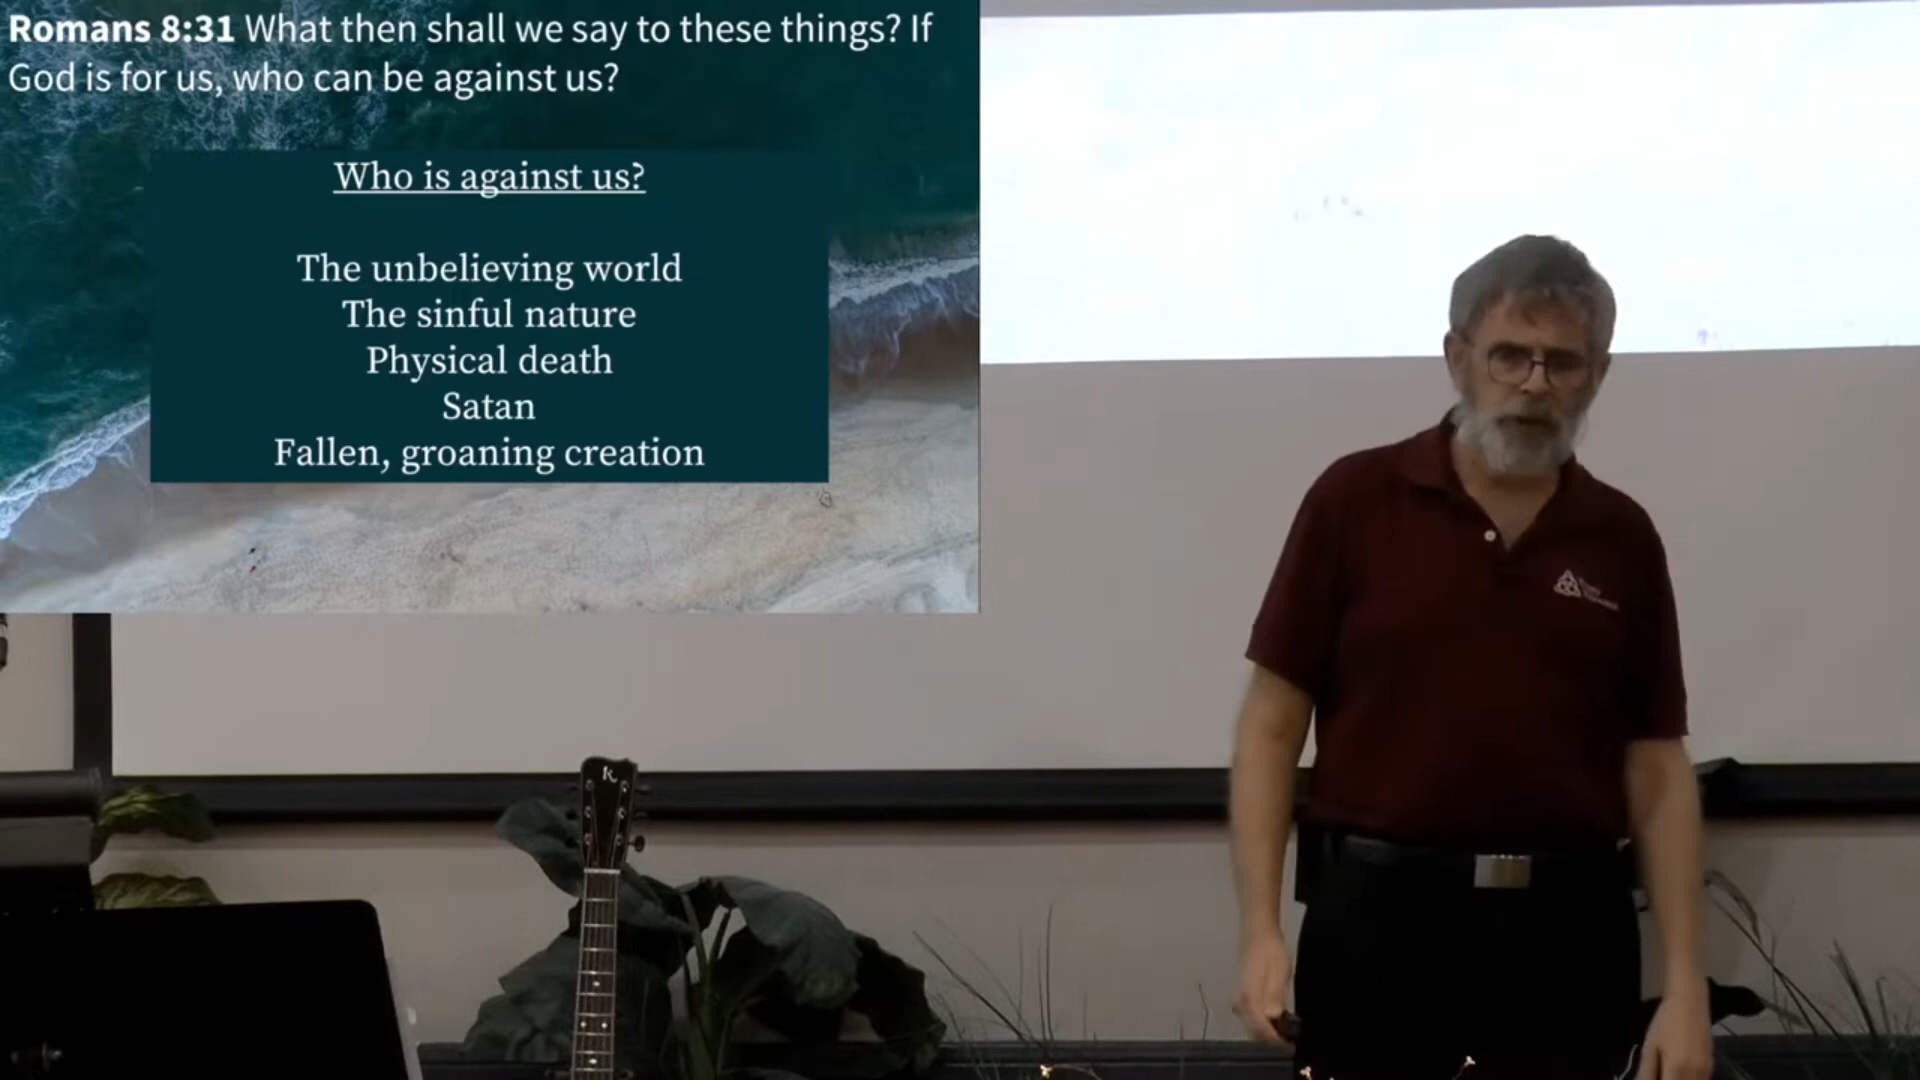 Romans 8:31 What then shall we say to these things? If
God is for us, who can be against us?
Who is against us?
The unbelieving world
The sinful nature
Physical death
Satan
Fallen, groaning creation